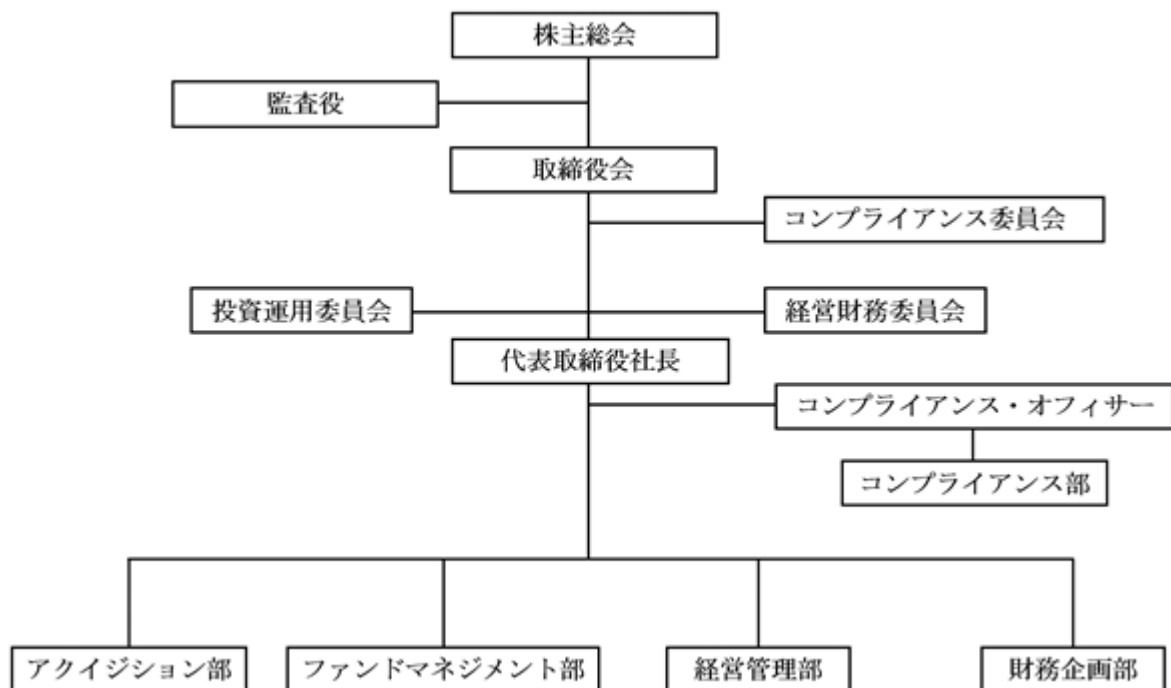 株主総会
監査役
取締役会
コンプライアンス委員会
投資運用委員会
経営財務委員会
代表取締役社長
コンプライアンス・オフィサー
コンプライアンス部
アクイジション部
ファンドマネジメント部
経営管理部
財務企画部